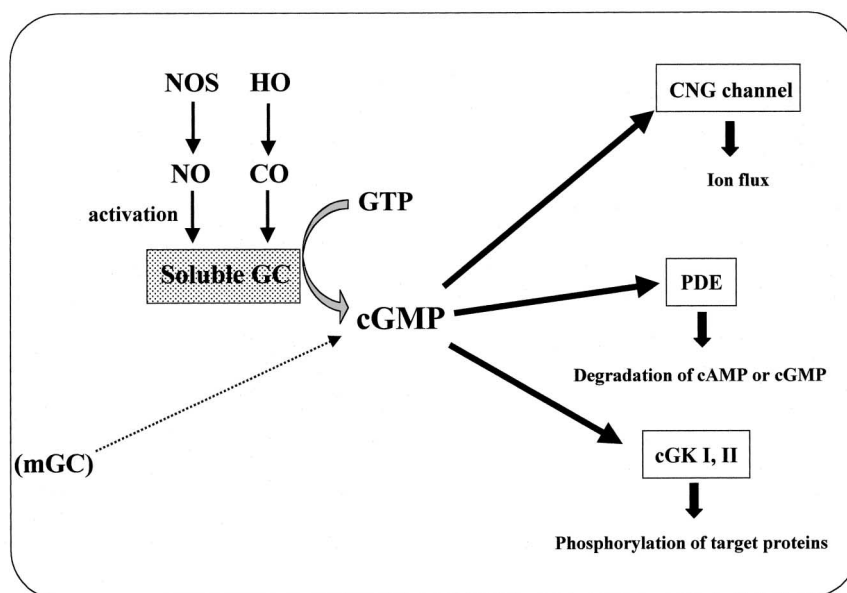 NOS HO
CNG channel
NO CO
Ion flux
activation
GTP
Soluble GC
PDE
cGMP
Degradation of cAMP or cGMP
(mGC)
cGK I, II
Phosphorylation of target proteins